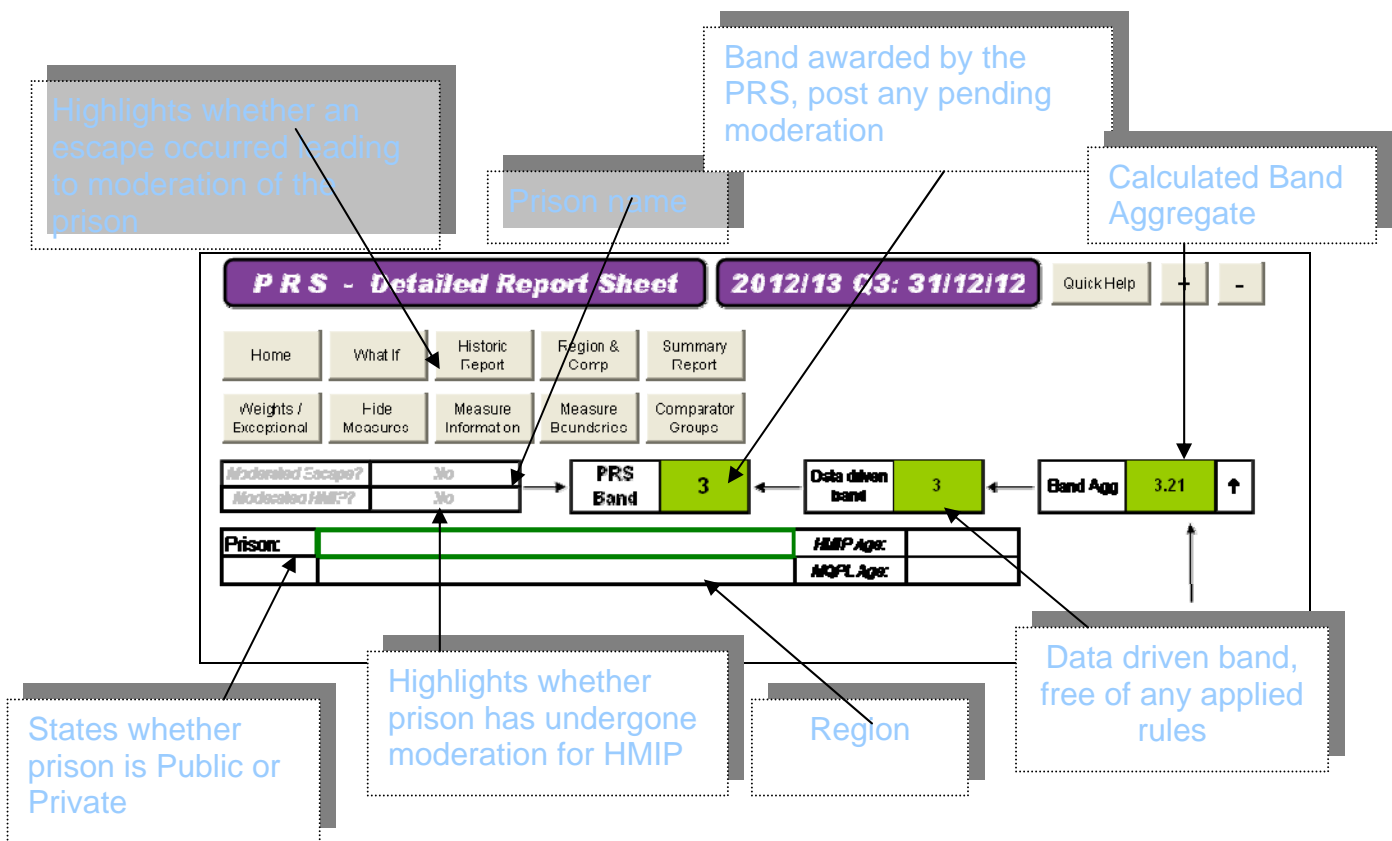 Band awarded by the
PRS, post any pending
moderation
Highlights whether an
escape occurred leading
to moderation of the
prison
Prison name
Calculated Band
Aggregate
PRS - Detailed Report Sheet
2012/13 Q3: 31/12/12
Quick Help
+
-
Home
What If
Historic
Report
Region &
Comp
Summary
Report
Weights /
Exceptional
Hide
Measures
Measure
Information
Measure
Boundaries
Comparator
Groups
Moderated Escape? No
Moderated HMIP? No
PRS
Band
3
Data driven
band
3
Band Agg
3.21
↑
Prison:
HMIP Age:
MQPL Age:
Highlights whether
prison has undergone
moderation for HMIP
Region
Data driven band,
free of any applied
rules
States whether
prison is Public or
Private